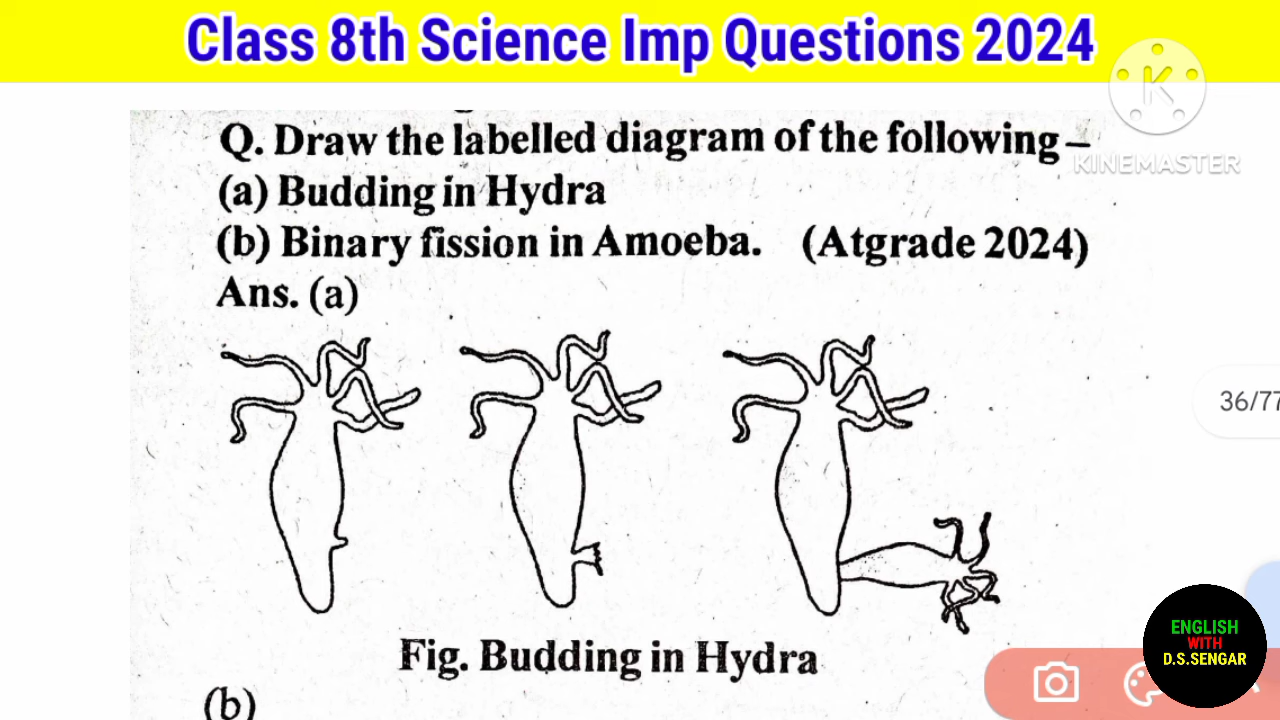 Class 8th Science Imp Questions 2024
KINEMASTER
Q. Draw the labelled diagram of the following –
(a) Budding in Hydra
(b) Binary fission in Amoeba. (Atgrade 2024)
Ans. (a)
36/77
Fig. Budding in Hydra
(b)
ENGLISH
WITH
D.S.SENGAR